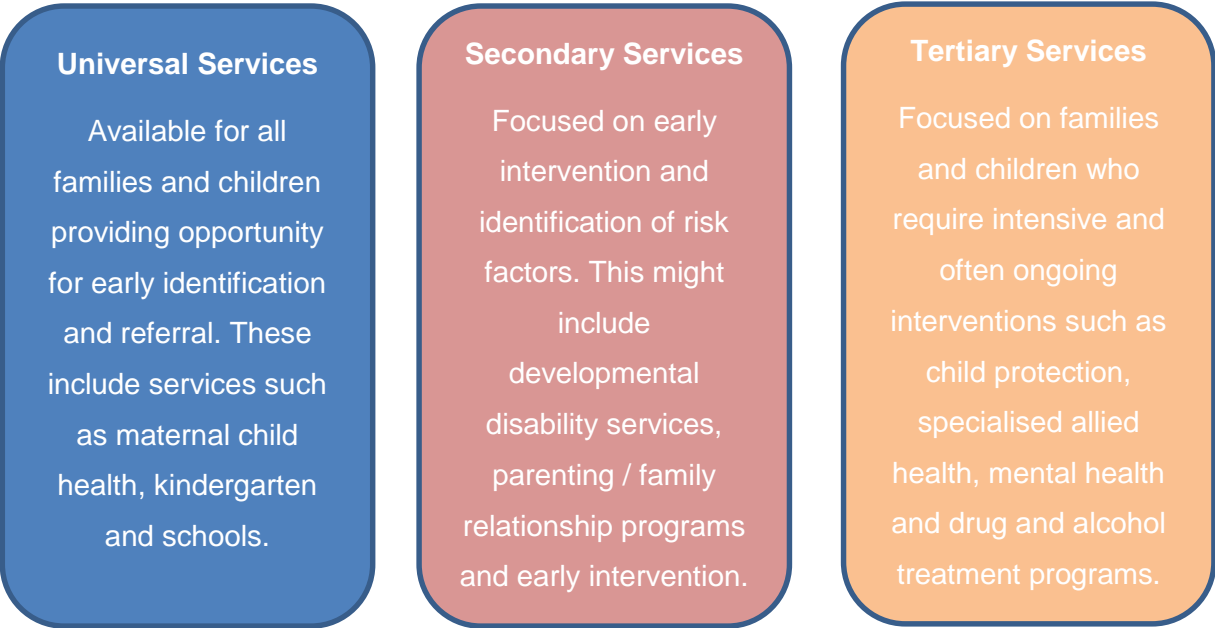 Universal Services
Available for all
families and children
providing opportunity
for early identification
and referral. These
include services such
as maternal child
health, kindergarten
and schools.
Secondary Services
Focused on early
intervention and
identification of risk
factors. This might
include
developmental
disability services,
parenting / family
relationship programs
and early intervention.
Tertiary Services
Focused on families
and children who
require intensive and
often ongoing
interventions such as
child protection,
specialised allied
health, mental health
and drug and alcohol
treatment programs.